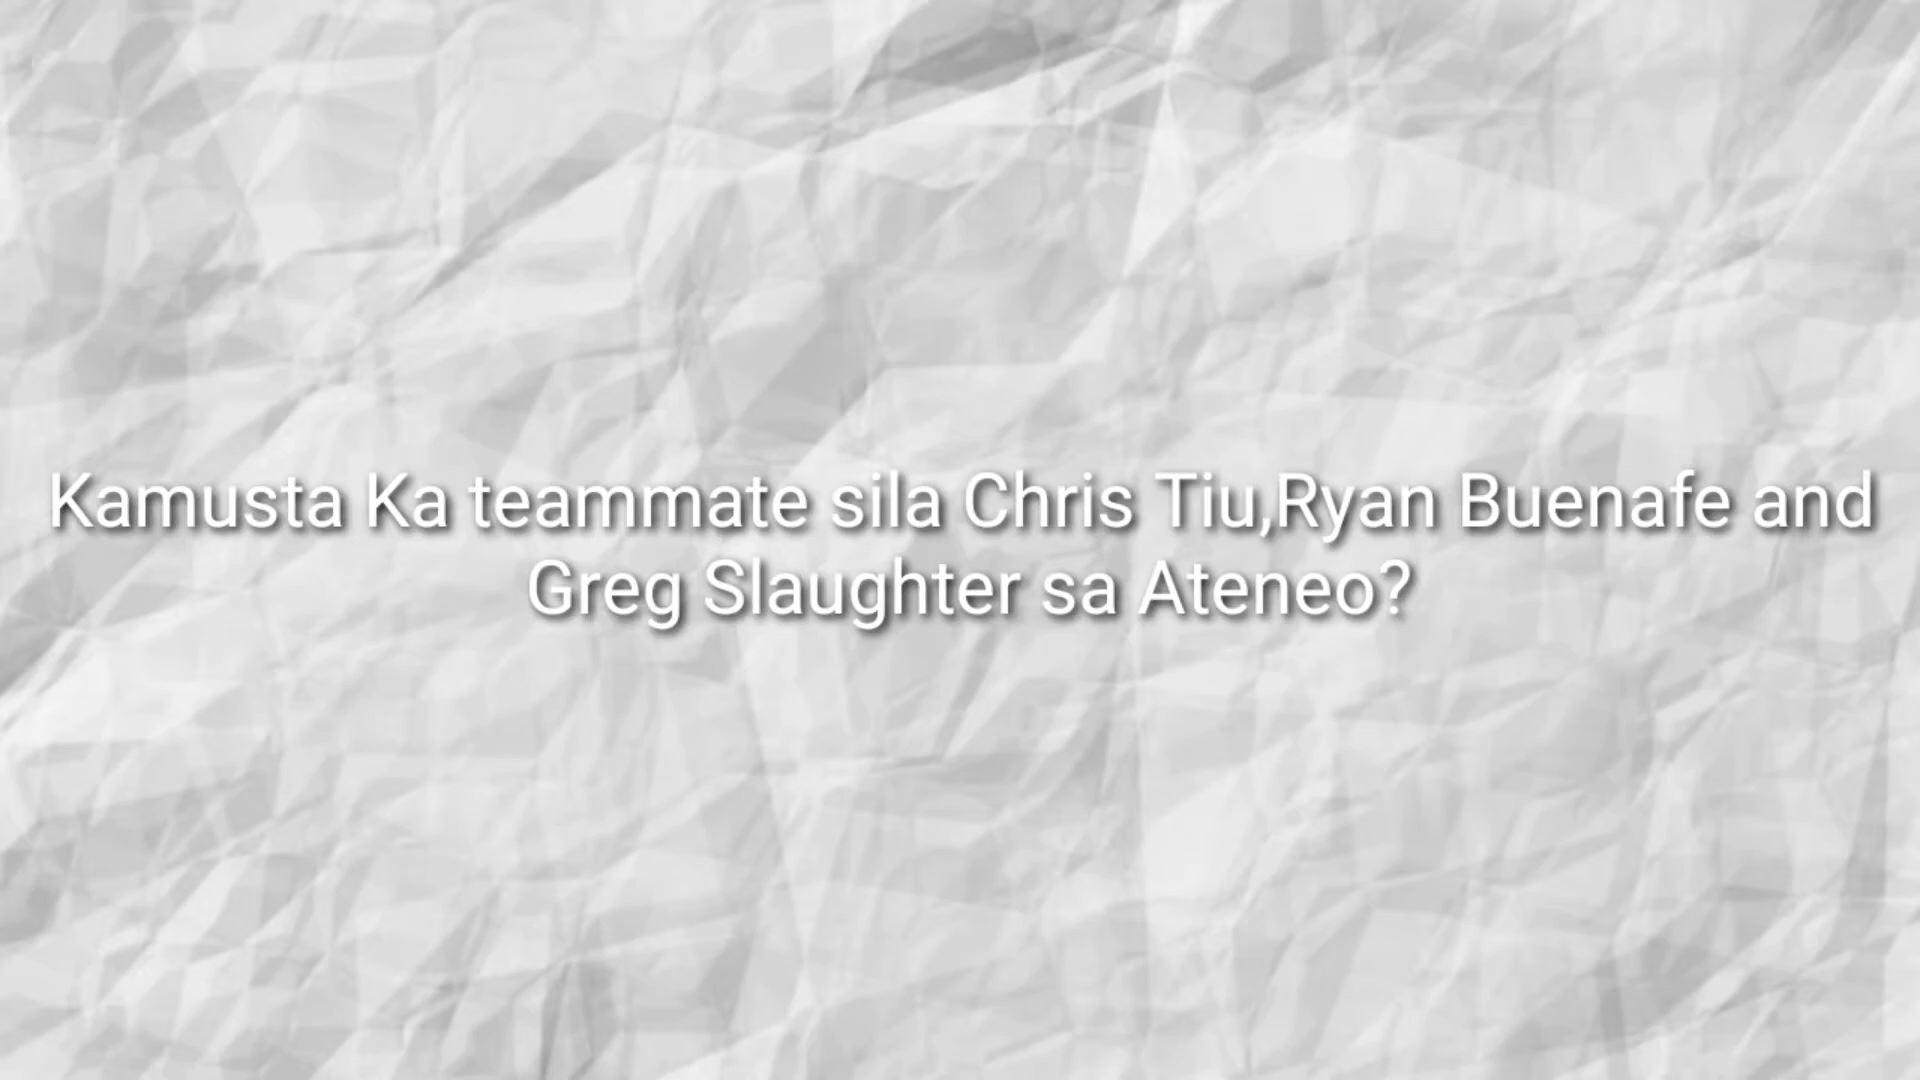 Kamusta Ka teammate sila Chris Tiu,Ryan Buenafe and
Greg Slaughter sa Ateneo?